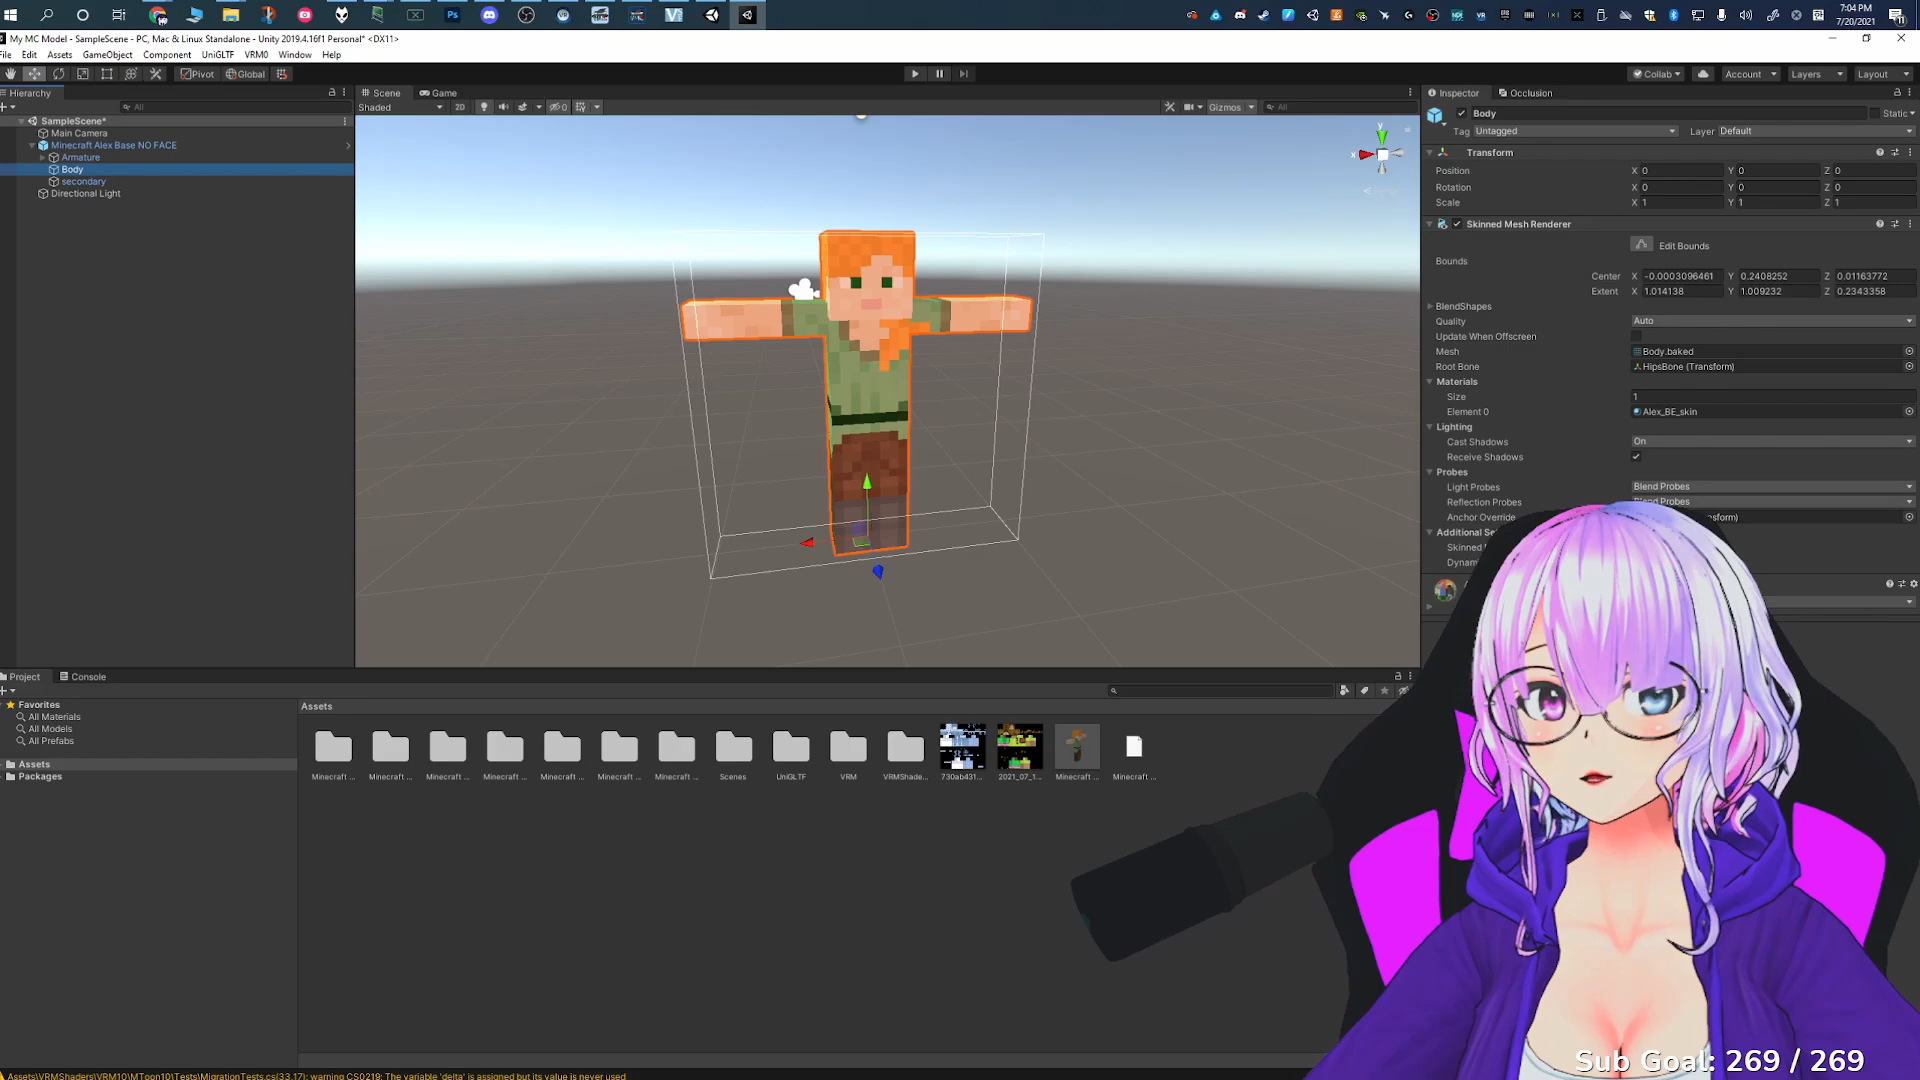 7:04 PM
7/20/2021
My MC Model - SampleScene - PC, Mac & Linux Standalone - Unity 2019.4.16f1 Personal* <DX11>
File Edit Assets GameObject Component UniGLTF VRM0 Window Help
Pivot Global Collab Account Layers Layout
Hierarchy
All
SampleScene*
Main Camera
Minecraft Alex Base NO FACE
Armature
Body
secondary
Directional Light
Scene Game
Shaded 2D 0 Gizmos All
y
x
Inspector Occlusion
Body Static
Tag Untagged Layer Default
Transform
Position X 0 Y 0 Z 0
Rotation X 0 Y 0 Z 0
Scale X 1 Y 1 Z 1
Skinned Mesh Renderer
Edit Bounds
Bounds
Center X -0.0003096461 Y 0.2408252 Z 0.01163772
Extent X 1.014138 Y 1.009232 Z 0.2343358
BlendShapes
Quality Auto
Update When Offscreen
Mesh Body.baked
Root Bone HipsBone (Transform)
Materials
Size 1
Element 0 Alex_BE_skin
Lighting
Cast Shadows On
Receive Shadows
Probes
Light Probes Blend Probes
Reflection Probes Blend Probes
Anchor Override
Additional Se
Skinned
Dynam
Project Console
Favorites
All Materials
All Models
All Prefabs
Assets
Packages
Assets
Minecraft ... Minecraft ... Minecraft ... Minecraft ... Minecraft ... Minecraft ... Minecraft ... Scenes UniGLTF VRM VRMShade... 730ab431... 2021_07_1... Minecraft ... Minecraft ...
Assets\VRMShaders\VRM10\MToon10\Tests\MigrationTests.cs(33,17): warning CS0219: The variable 'delta' is assigned but its value is never used
Sub Goal: 269 / 269